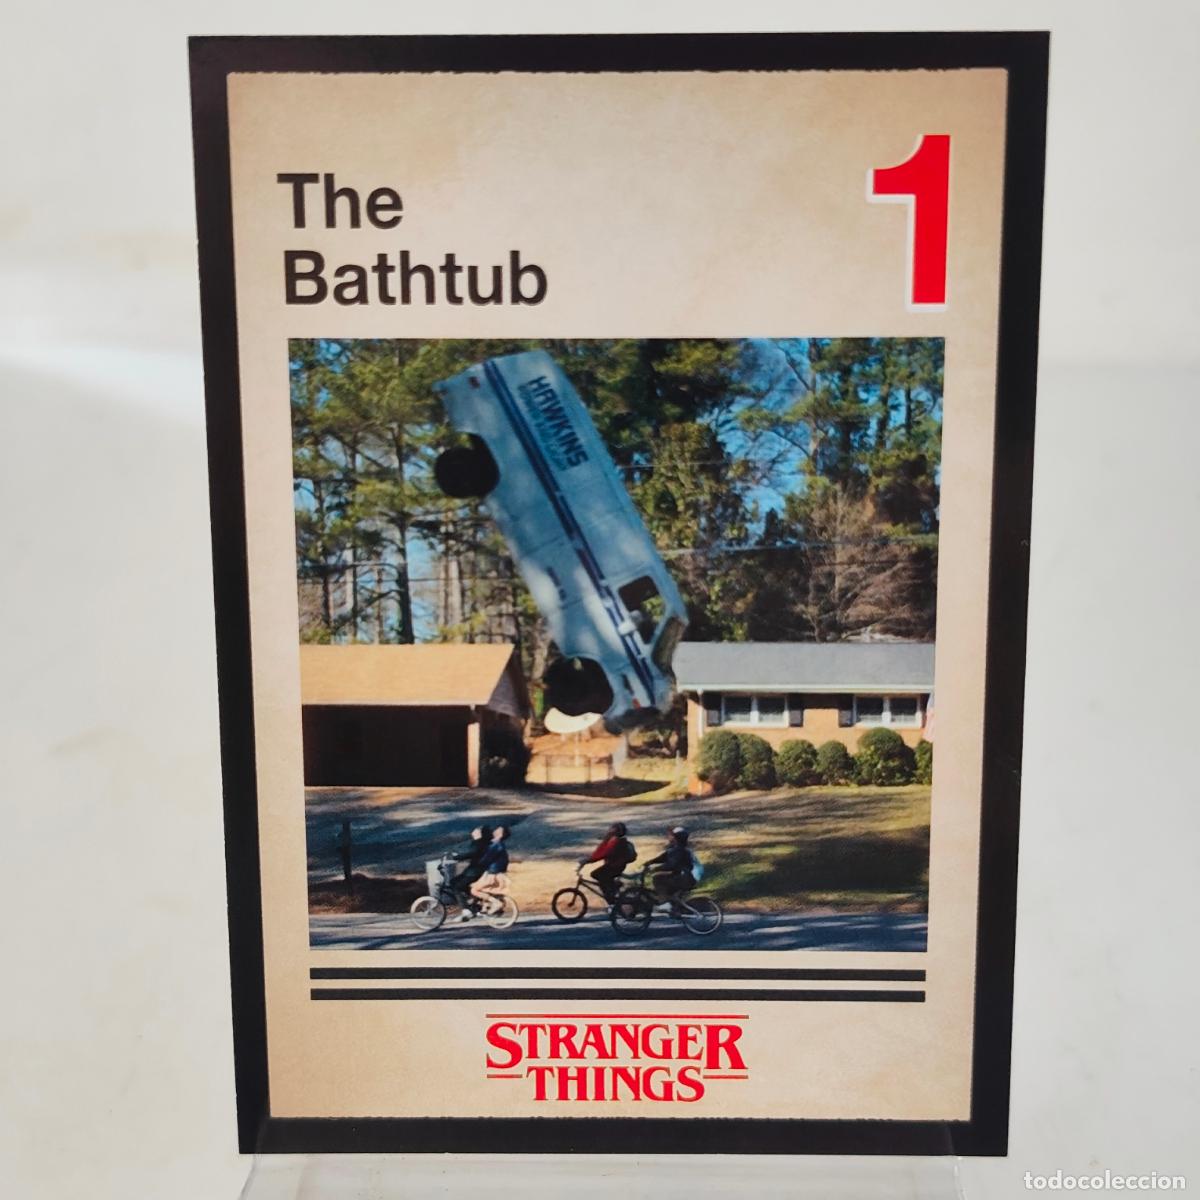 The
Bathtub
1
HAWKINS
STRANGER
THINGS
todocoleccion